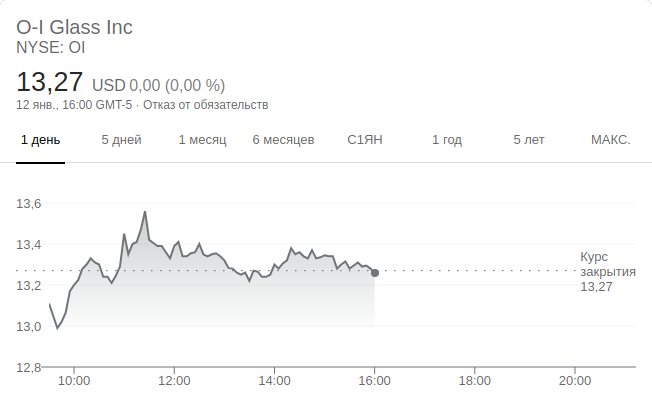 O-I Glass Inc
NYSE: OI
13,27 USD 0,00 (0,00 %)
12 янв., 16:00 GMT-5 · Отказ от обязательств
1 день 5 дней 1 месяц 6 месяцев С1ЯН 1 год 5 лет МАКС.
13,6
13,4
13,2
13,0
12,8
Курс
закрытия
13,27
10:00 12:00 14:00 16:00 18:00 20:00